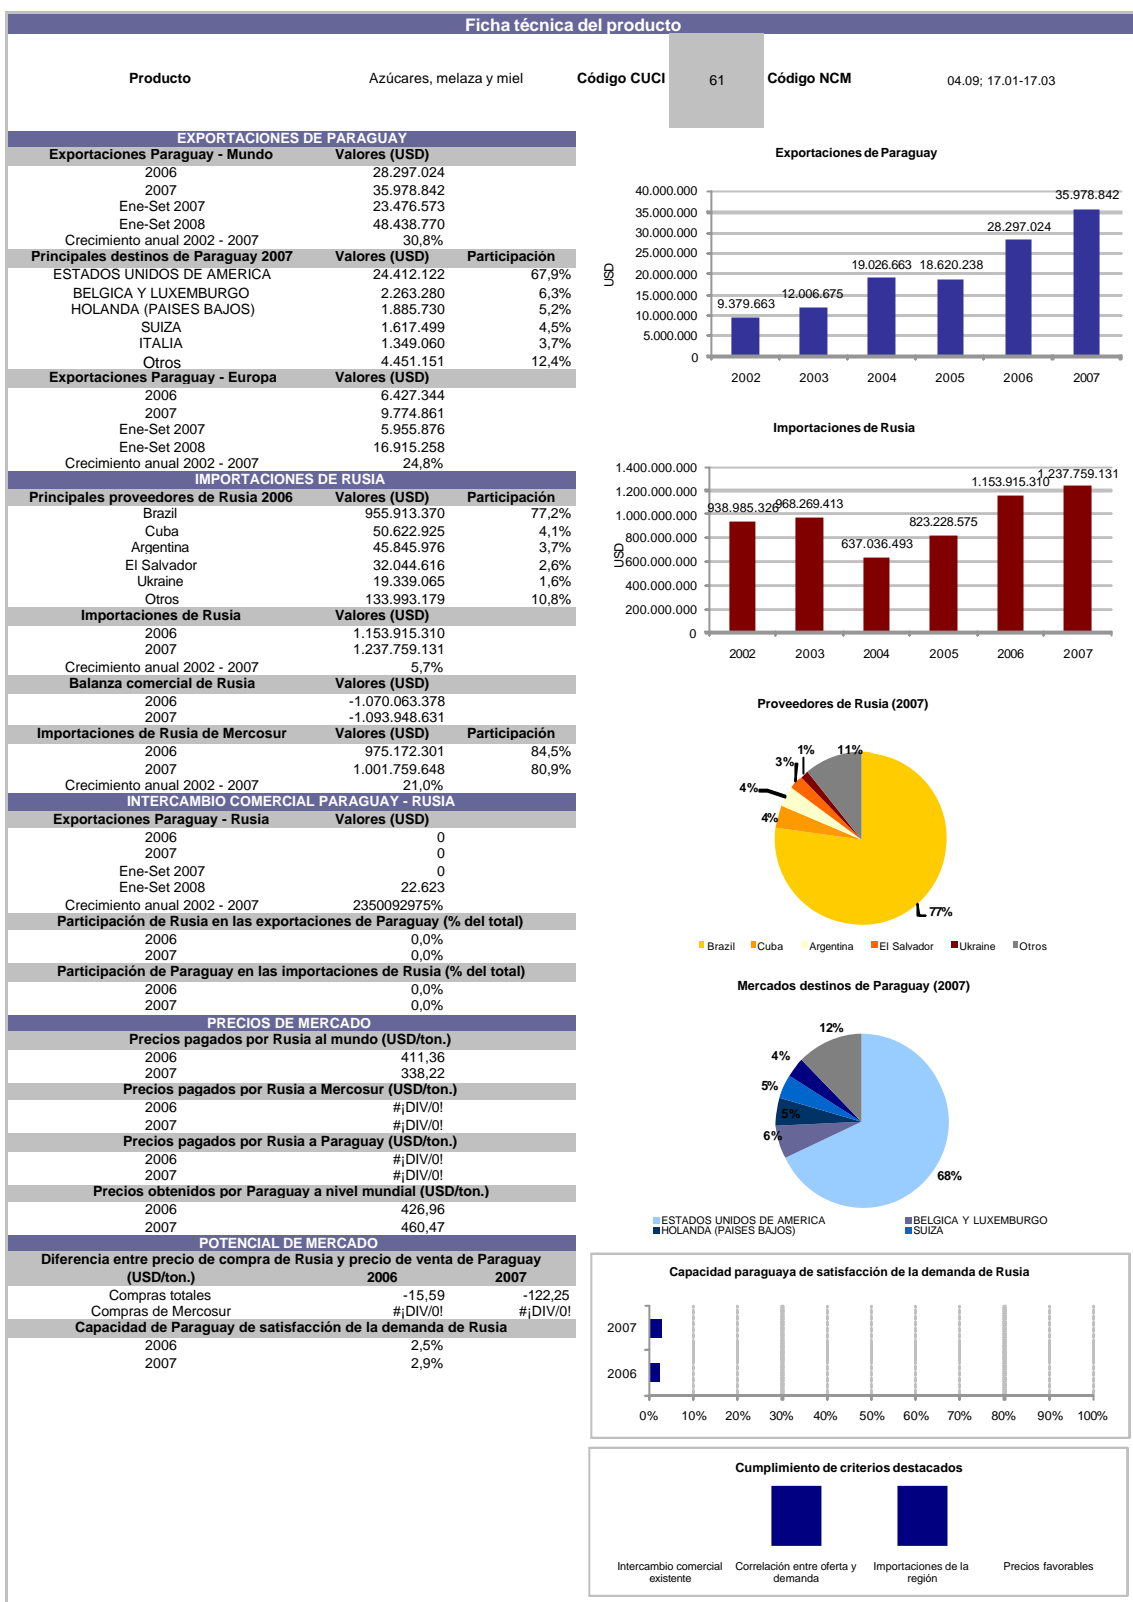 Ficha técnica del producto
Producto Azúcares, melaza y miel Código CUCI 61 Código NCM 04.09; 17.01-17.03
EXPORTACIONES DE PARAGUAY
Exportaciones Paraguay - Mundo Valores (USD)
2006 28.297.024
2007 35.978.842
Ene-Set 2007 23.476.573
Ene-Set 2008 48.438.770
Crecimiento anual 2002 - 2007 30,8%
Principales destinos de Paraguay 2007 Valores (USD) Participación
ESTADOS UNIDOS DE AMERICA 24.412.122 67,9%
BELGICA Y LUXEMBURGO 2.263.280 6,3%
HOLANDA (PAISES BAJOS) 1.885.730 5,2%
SUIZA 1.617.499 4,5%
ITALIA 1.349.060 3,7%
Otros 4.451.151 12,4%
Exportaciones Paraguay - Europa Valores (USD)
2006 6.427.344
2007 9.774.861
Ene-Set 2007 5.955.876
Ene-Set 2008 16.915.258
Crecimiento anual 2002 - 2007 24,8%
IMPORTACIONES DE RUSIA
Principales proveedores de Rusia 2006 Valores (USD) Participación
Brazil 955.913.370 77,2%
Cuba 50.622.925 4,1%
Argentina 45.845.976 3,7%
El Salvador 32.044.616 2,6%
Ukraine 19.339.065 1,6%
Otros 133.993.179 10,8%
Importaciones de Rusia Valores (USD)
2006 1.153.915.310
2007 1.237.759.131
Crecimiento anual 2002 - 2007 5,7%
Balanza comercial de Rusia Valores (USD)
2006 -1.070.063.378
2007 -1.093.948.631
Importaciones de Rusia de Mercosur Valores (USD) Participación
2006 975.172.301 84,5%
2007 1.001.759.648 80,9%
Crecimiento anual 2002 - 2007 21,0%
INTERCAMBIO COMERCIAL PARAGUAY - RUSIA
Exportaciones Paraguay - Rusia Valores (USD)
2006 0
2007 0
Ene-Set 2007 0
Ene-Set 2008 22.623
Crecimiento anual 2002 - 2007 2350092975%
Participación de Rusia en las exportaciones de Paraguay (% del total)
2006 0,0%
2007 0,0%
Participación de Paraguay en las importaciones de Rusia (% del total)
2006 0,0%
2007 0,0%
PRECIOS DE MERCADO
Precios pagados por Rusia al mundo (USD/ton.)
2006 411,36
2007 338,22
Precios pagados por Rusia a Mercosur (USD/ton.)
2006 #¡DIV/0!
2007 #¡DIV/0!
Precios pagados por Rusia a Paraguay (USD/ton.)
2006 #¡DIV/0!
2007 #¡DIV/0!
Precios obtenidos por Paraguay a nivel mundial (USD/ton.)
2006 426,96
2007 460,47
POTENCIAL DE MERCADO
Diferencia entre precio de compra de Rusia y precio de venta de Paraguay
(USD/ton.) 2006 2007
Compras totales -15,59 -122,25
Compras de Mercosur #¡DIV/0! #¡DIV/0!
Capacidad de Paraguay de satisfacción de la demanda de Rusia
2006 2,5%
2007 2,9%
Exportaciones de Paraguay
USD
40.000.000
35.000.000
30.000.000
25.000.000
20.000.000
15.000.000
10.000.000
5.000.000
0
9.379.663 12.006.675 19.026.663 18.620.238 28.297.024 35.978.842
2002 2003 2004 2005 2006 2007
Importaciones de Rusia
USD
1.400.000.000
1.200.000.000
1.000.000.000
800.000.000
600.000.000
400.000.000
200.000.000
0
938.985.326 968.269.413 637.036.493 823.228.575 1.153.915.310 1.237.759.131
2002 2003 2004 2005 2006 2007
Proveedores de Rusia (2007)
11%
1%
3%
4%
4%
77%
Brazil Cuba Argentina El Salvador Ukraine Otros
Mercados destinos de Paraguay (2007)
12%
4%
5%
5%
6%
68%
ESTADOS UNIDOS DE AMERICA BELGICA Y LUXEMBURGO
HOLANDA (PAISES BAJOS) SUIZA
Capacidad paraguaya de satisfacción de la demanda de Rusia
2007
2006
0% 10% 20% 30% 40% 50% 60% 70% 80% 90% 100%
Cumplimiento de criterios destacados
Intercambio comercial existente
Correlación entre oferta y demanda
Importaciones de la región
Precios favorables